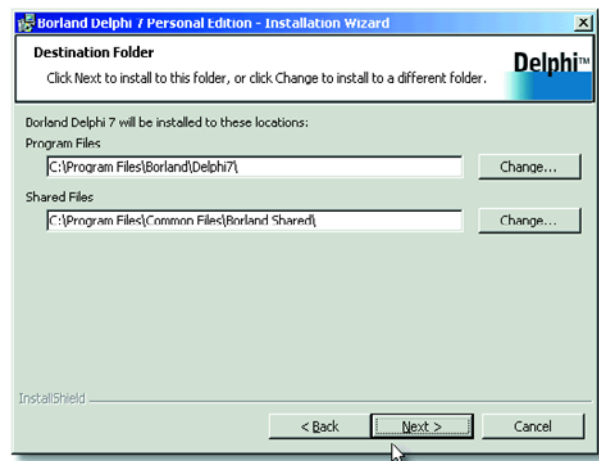 Borland Delphi 7 Personal Edition - Installation Wizard
Destination Folder
Click Next to install to this folder, or click Change to install to a different folder.
Delphi™
Borland Delphi 7 will be installed to these locations:
Program Files
C:\Program Files\Borland\Delphi7\
Change...
Shared Files
C:\Program Files\Common Files\Borland Shared\
Change...
InstallShield
< Back
Next >
Cancel